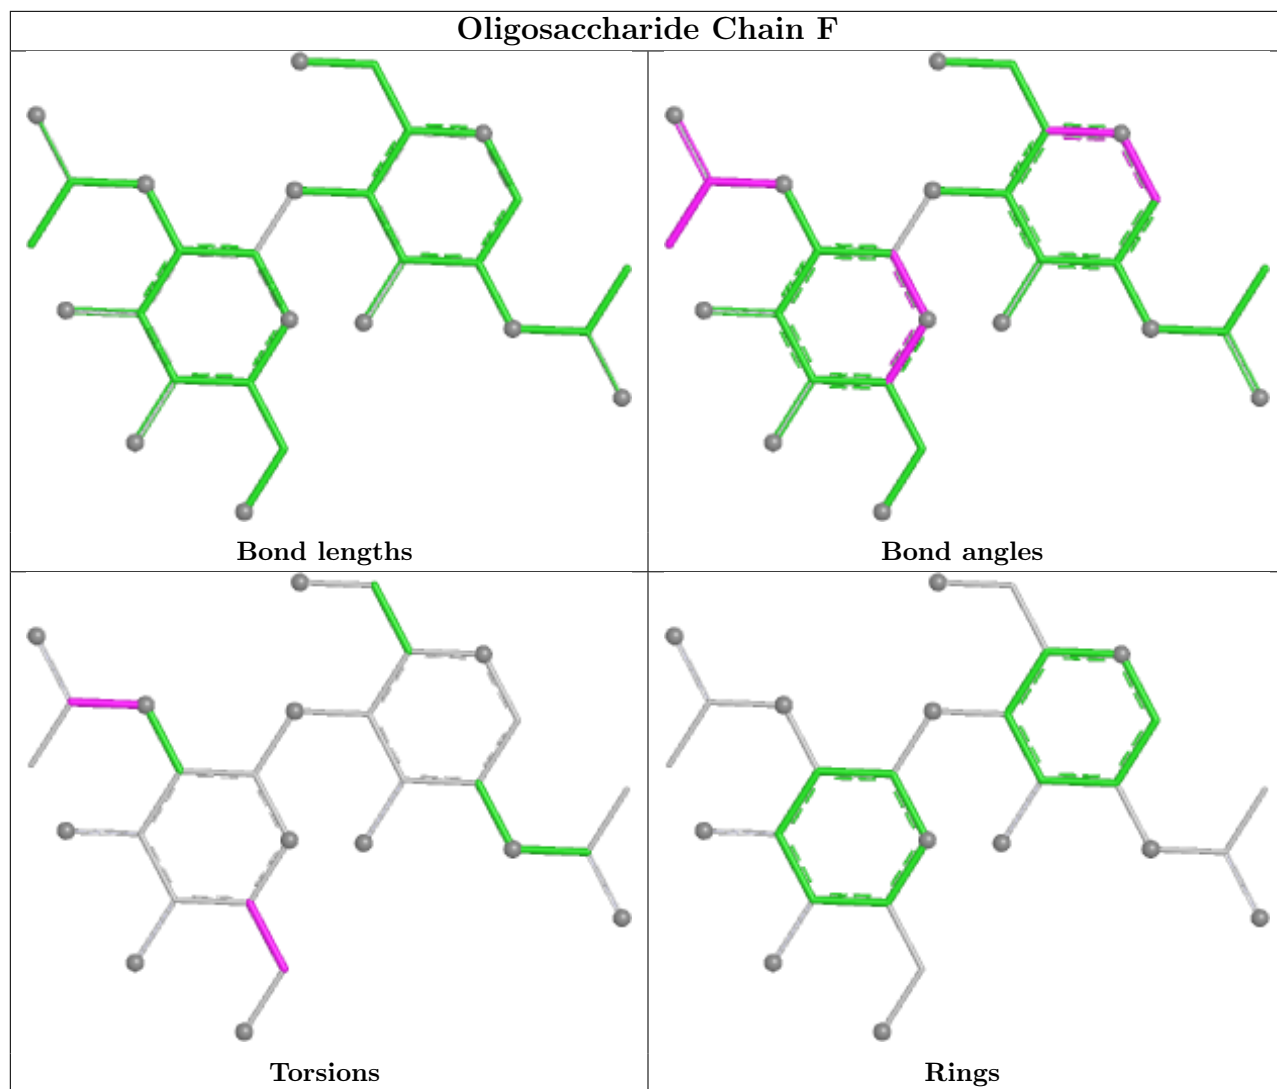 Oligosaccharide Chain F
Bond lengths
Bond angles
Torsions
Rings